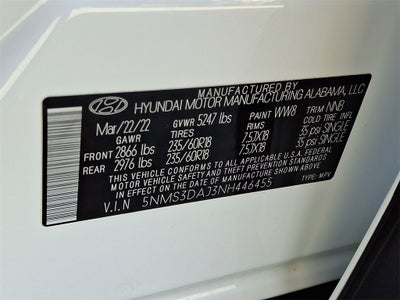 MANUFACTURED BY
HYUNDAI MOTOR MANUFACTURING ALABAMA, LLC
Mar/22/22 GVWR 5247 lbs PAINT WW8 TRIM NNB
GAWR TIRES RIMS COLD INF. PRES.
FRONT 2866 lbs 235/60R18 7.5JX18 35 psi SINGLE
REAR 2976 lbs 235/60R18 7.5JX18 35 psi SINGLE
THIS VEHICLE CONFORMS TO ALL APPLICABLE U.S.A. FEDERAL
MOTOR VEHICLE SAFETY AND THEFT PREVENTION STANDARDS
IN EFFECT ON THE DATE OF MANUFACTURE SHOWN ABOVE.
V.I.N 5NMS3DAJ3NH446455 TYPE: MPV